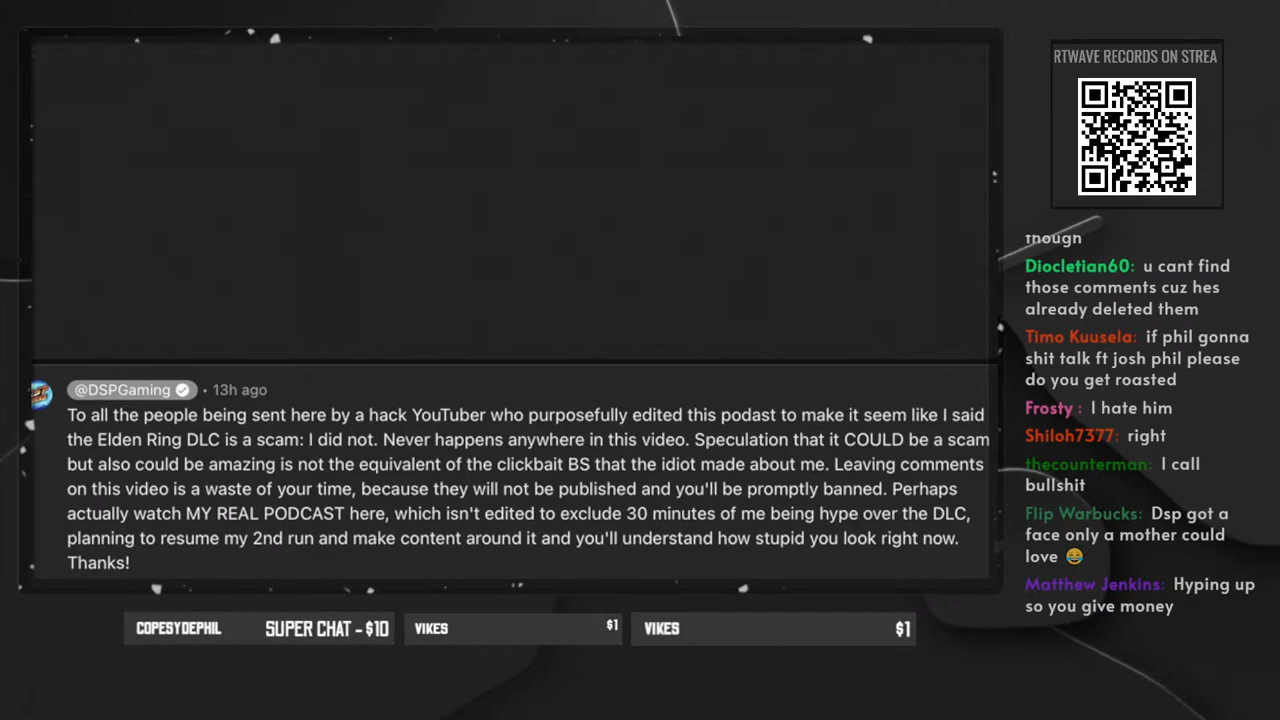 RTWAVE RECORDS ON STREA
though
Diocletian60: u cant find
those comments cuz hes
already deleted them
Timo Kuusela: if phil gonna
shit talk ft josh phil please
do you get roasted
Frosty : I hate him
Shiloh7377: right
thecounterman: I call
bullshit
Flip Warbucks: Dsp got a
face only a mother could
love 😂
Matthew Jenkins: Hyping up
so you give money
@DSPGaming • 13h ago
To all the people being sent here by a hack YouTuber who purposefully edited this podast to make it seem like I said
the Elden Ring DLC is a scam: I did not. Never happens anywhere in this video. Speculation that it COULD be a scam
but also could be amazing is not the equivalent of the clickbait BS that the idiot made about me. Leaving comments
on this video is a waste of your time, because they will not be published and you'll be promptly banned. Perhaps
actually watch MY REAL PODCAST here, which isn't edited to exclude 30 minutes of me being hype over the DLC,
planning to resume my 2nd run and make content around it and you'll understand how stupid you look right now.
Thanks!
COPESYDEPHIL SUPER CHAT - $10
VIKES $1
VIKES $1